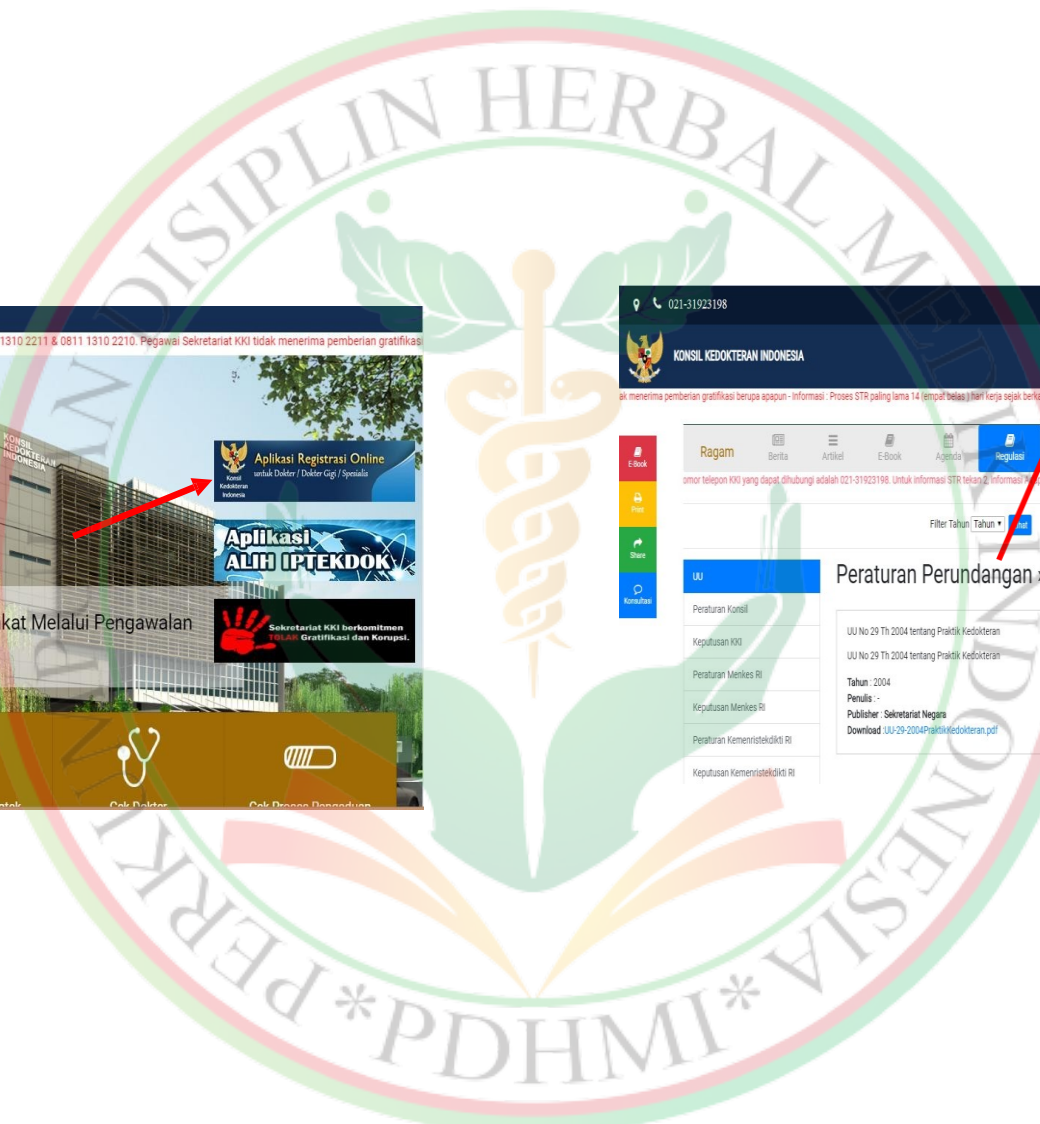 PERHIMPUNAN DISIPLIN HERBAL MEDIK INDONESIA
*PDHMI*
1310 2211 & 0811 1310 2210. Pegawai Sekretariat KKI tidak menerima pemberian gratifikasi
KONSIL
KEDOKTERAN
INDONESIA
Konsil
Kedokteran
Indonesia
Aplikasi Registrasi Online
untuk Dokter / Dokter Gigi / Spesialis
Aplikasi
ALIH IPTEKDOK
Sekretariat KKI berkomitmen
TOLAK Gratifikasi dan Korupsi.
kat Melalui Pengawalan
Cek Dokter
Cek Proses Pengaduan
021-31923198
KONSIL KEDOKTERAN INDONESIA
ak menerima pemberian gratifikasi berupa apapun - Informasi : Proses STR paling lama 14 (empat belas ) hari kerja sejak berka
E-Book
Print
Share
Konsultasi
Ragam
Berita
Artikel
E-Book
Agenda
Regulasi
omor telepon KKI yang dapat dihubungi adalah 021-31923198. Untuk informasi STR tekan 2, Informasi
Filter Tahun Tahun
UU
Peraturan Konsil
Keputusan KKI
Peraturan Menkes RI
Keputusan Menkes RI
Peraturan Kemenristekdikti RI
Keputusan Kemenristekdikti RI
Peraturan Perundangan
UU No 29 Th 2004 tentang Praktik Kedokteran
UU No 29 Th 2004 tentang Praktik Kedokteran
Tahun : 2004
Penulis : -
Publisher : Sekretariat Negara
Download :UU-29-2004PraktikKedokteran.pdf